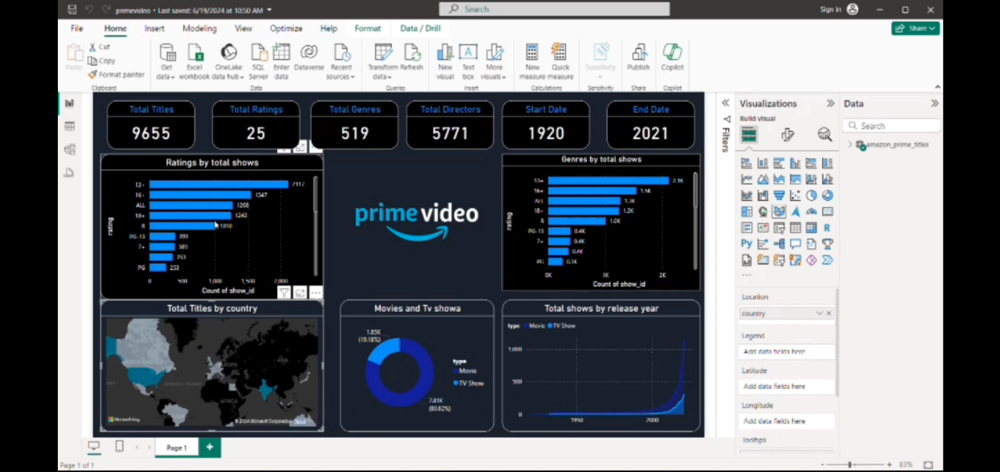 primevideo • Last saved: 6/19/2024 at 10:50 AM
Search
Sign in
File Home Insert Modeling View Optimize Help Format Data / Drill
Share
Paste
Cut
Copy
Format painter
Clipboard
Get data
Excel workbook
OneLake data hub
SQL Server
Enter data
Dataverse
Recent sources
Data
Transform data
Refresh
Queries
New visual
Text box
More visuals
Insert
New measure
Quick measure
Calculations
Sensitivity
Sensitivity
Publish
Share
Copilot
Copilot
Total Titles
9655
Total Ratings
25
Total Genres
519
Total Directors
5771
Start Date
1920
End Date
2021
Ratings by total shows
rating
13+ 2117
16+ 1547
ALL 1268
18+ 1243
R 1010
PG-13 393
7+ 385
353
PG 253
0 500 1,000 1,500 2,000
Count of show_id
prime video
Genres by total shows
rating
13+ 2.1K
16+ 1.5K
ALL 1.3K
18+ 1.2K
R 1.0K
PG-13 0.4K
7+ 0.4K
0.4K
PG 0.3K
0K 1K 2K
Count of show_id
Total Titles by country
NORTH AMERICA
EUROPE
ASIA
Atlantic Ocean
AFRICA
Microsoft Bing
© 2024 Microsoft Corporation Terms
Movies and Tv showa
1.85K
(19.18%)
type
Movie
TV Show
7.81K
(80.82%)
Total shows by release year
type Movie TV Show
1,000
500
0
1950 2000
Filters
Visualizations
Build visual
R
Py
Location
country
Legend
Add data fields here
Latitude
Add data fields here
Longitude
Add data fields here
Tooltips
Data
Search
amazon_prime_titles
Page 1
Page 1 of 1
83%